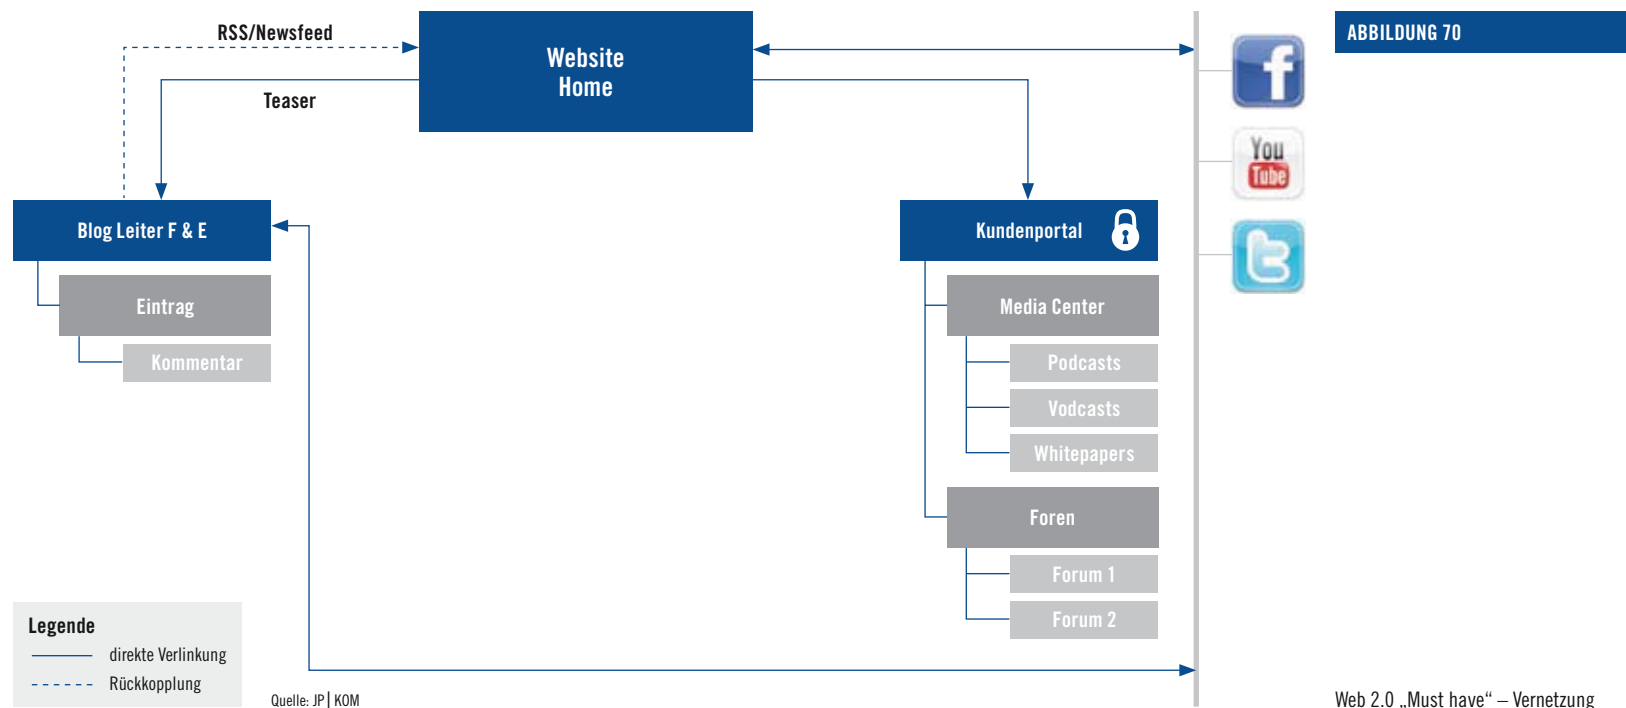 RSS/Newsfeed
Teaser
Website
Home
ABBILDUNG 70
f
You
Tube
t
Blog Leiter F & E
Eintrag
Kommentar
Kundenportal
Media Center
Podcasts
Vodcasts
Whitepapers
Foren
Forum 1
Forum 2
Legende
direkte Verlinkung
Rückkopplung
Quelle: JP | KOM
Web 2.0 „Must have“ – Vernetzung